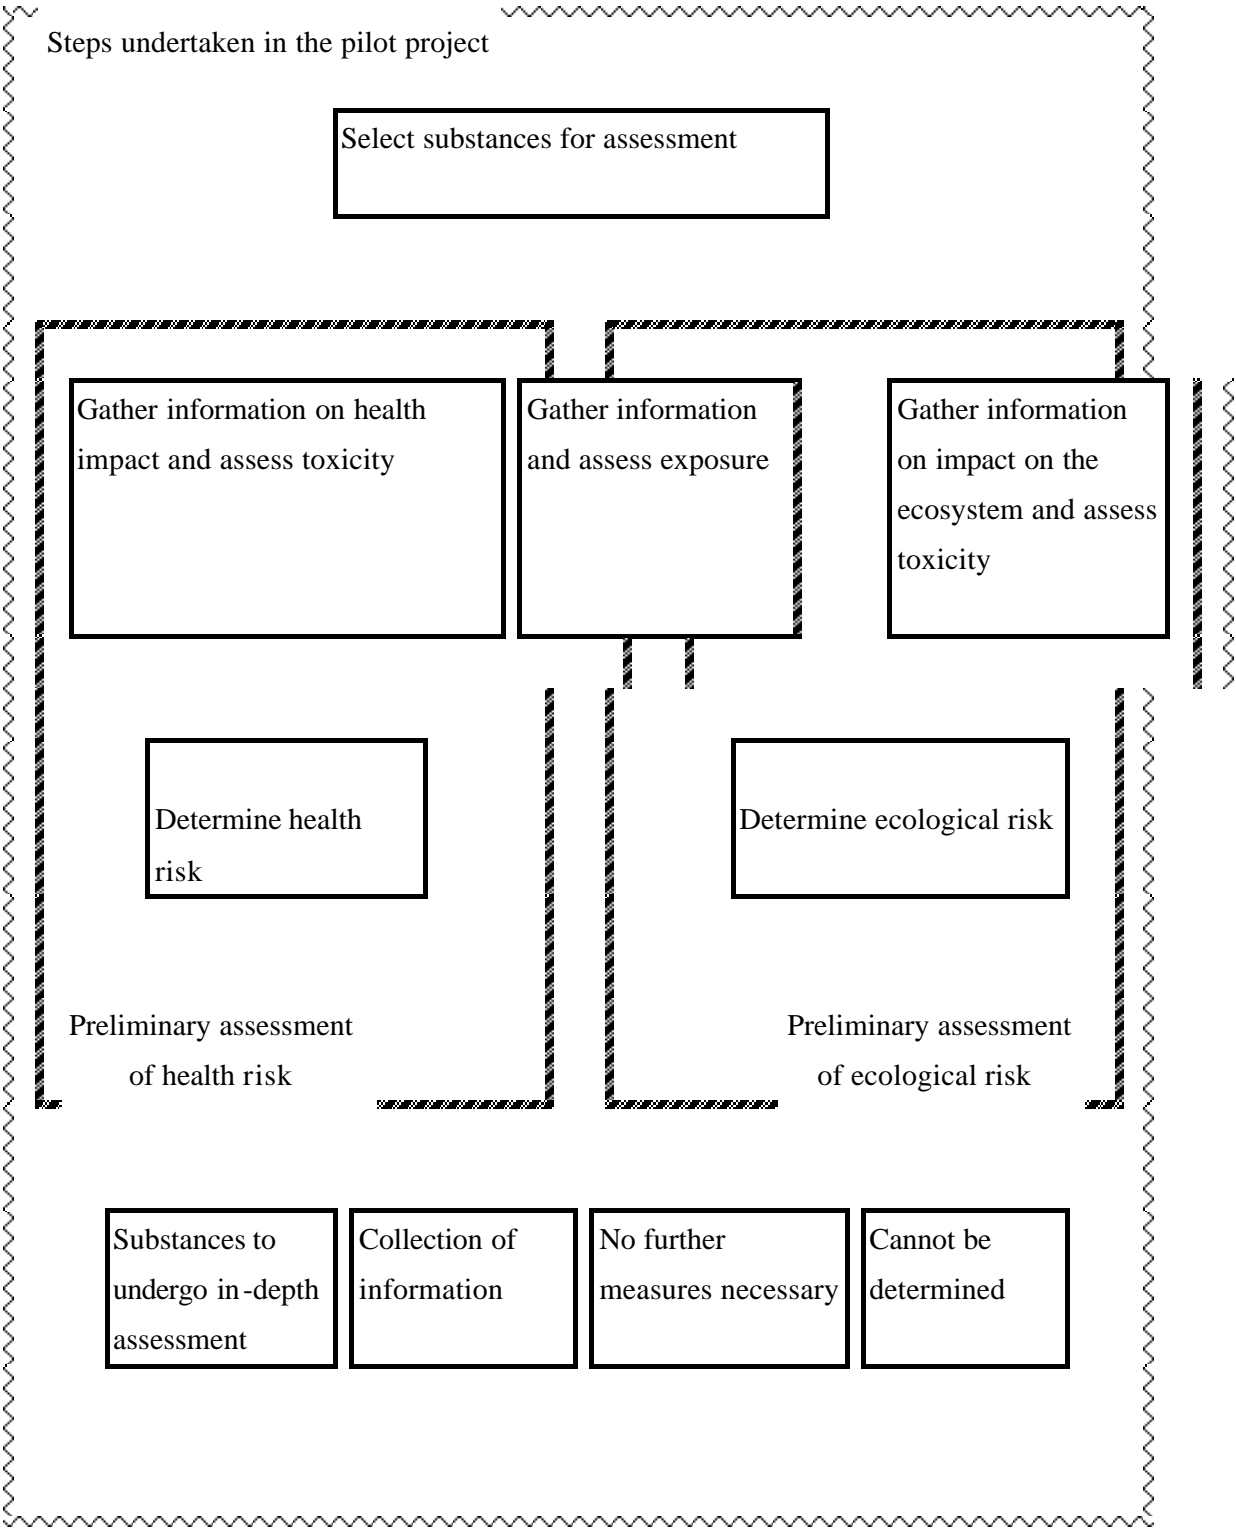 Steps undertaken in the pilot project
Select substances for assessment
Gather information on health
impact and assess toxicity
Gather information
and assess exposure
Gather information
on impact on the
ecosystem and assess
toxicity
Determine health
risk
Determine ecological risk
Preliminary assessment
of health risk
Preliminary assessment
of ecological risk
Substances to
undergo in-depth
assessment
Collection of
information
No further
measures necessary
Cannot be
determined